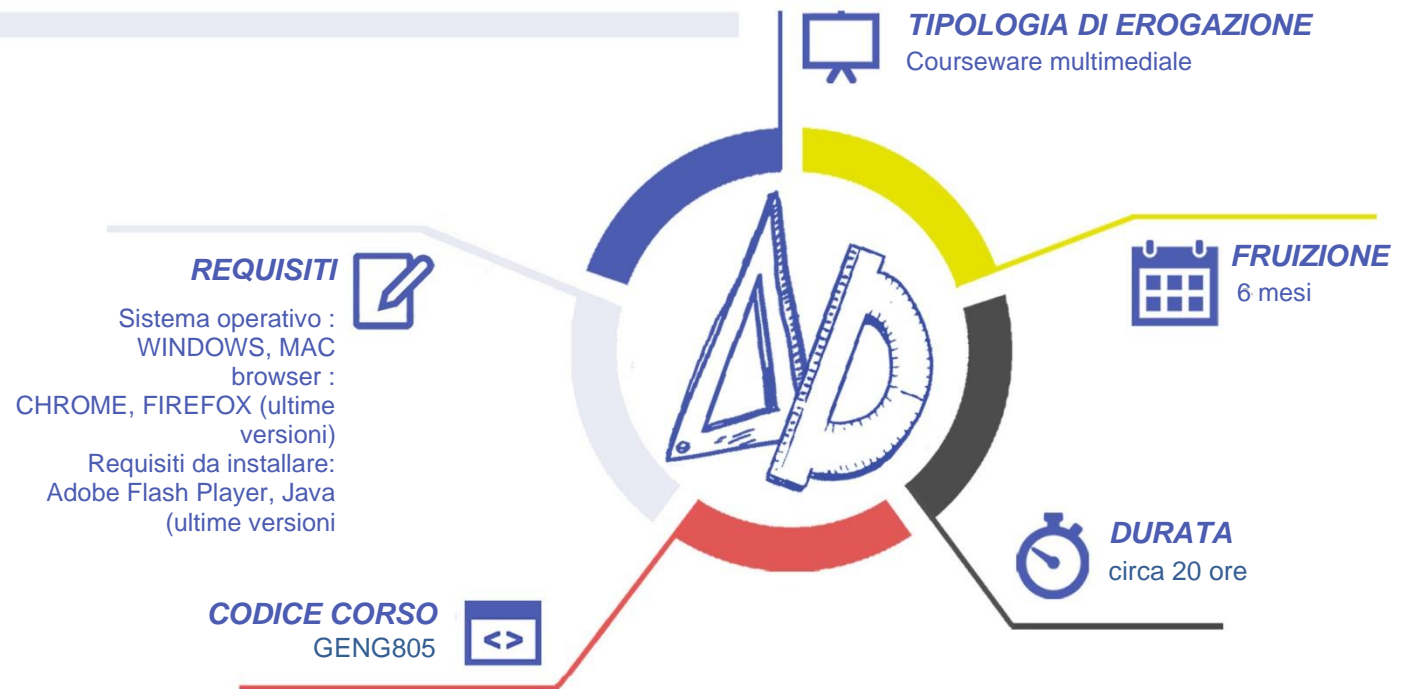 TIPOLOGIA DI EROGAZIONE
Courseware multimediale
REQUISITI
Sistema operativo :
WINDOWS, MAC
browser :
CHROME, FIREFOX (ultime
versioni)
Requisiti da installare:
Adobe Flash Player, Java
(ultime versioni
FRUIZIONE
6 mesi
DURATA
circa 20 ore
CODICE CORSO
GENG805
<>